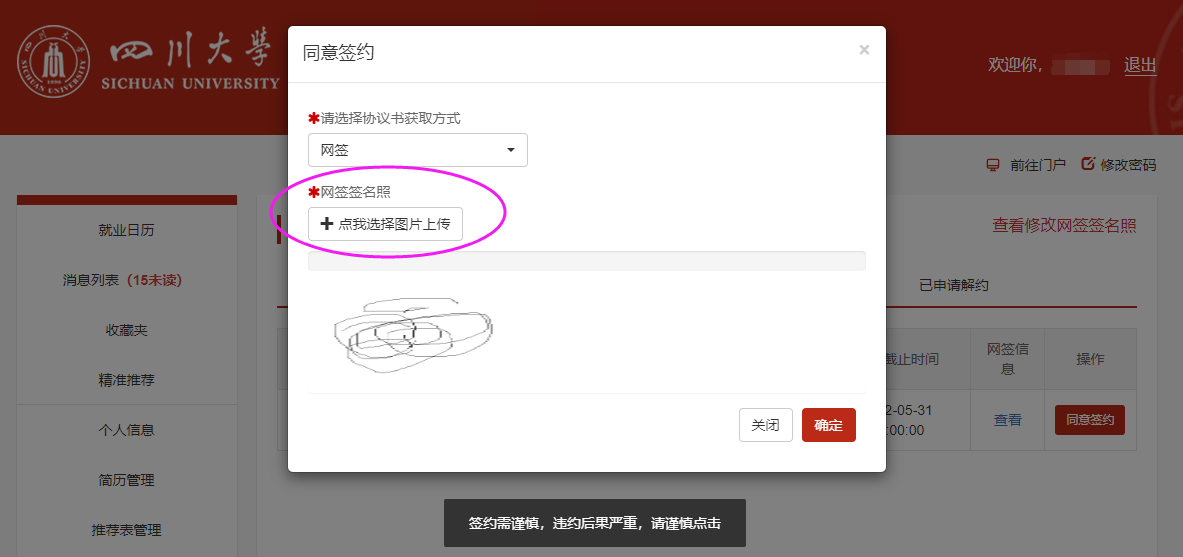 四川大学
SICHUAN UNIVERSITY
欢迎你,
退出
前往门户
修改密码
就业日历
消息列表（15未读）
收藏夹
精准推荐
个人信息
简历管理
推荐表管理
同意签约
×
✱请选择协议书获取方式
网签
✱网签签名照
点我选择图片上传
关闭
确定
查看修改网签签名照
已申请解约
截止时间
网签信
息
操作
2-05-31
:00:00
查看
同意签约
签约需谨慎，违约后果严重，请谨慎点击